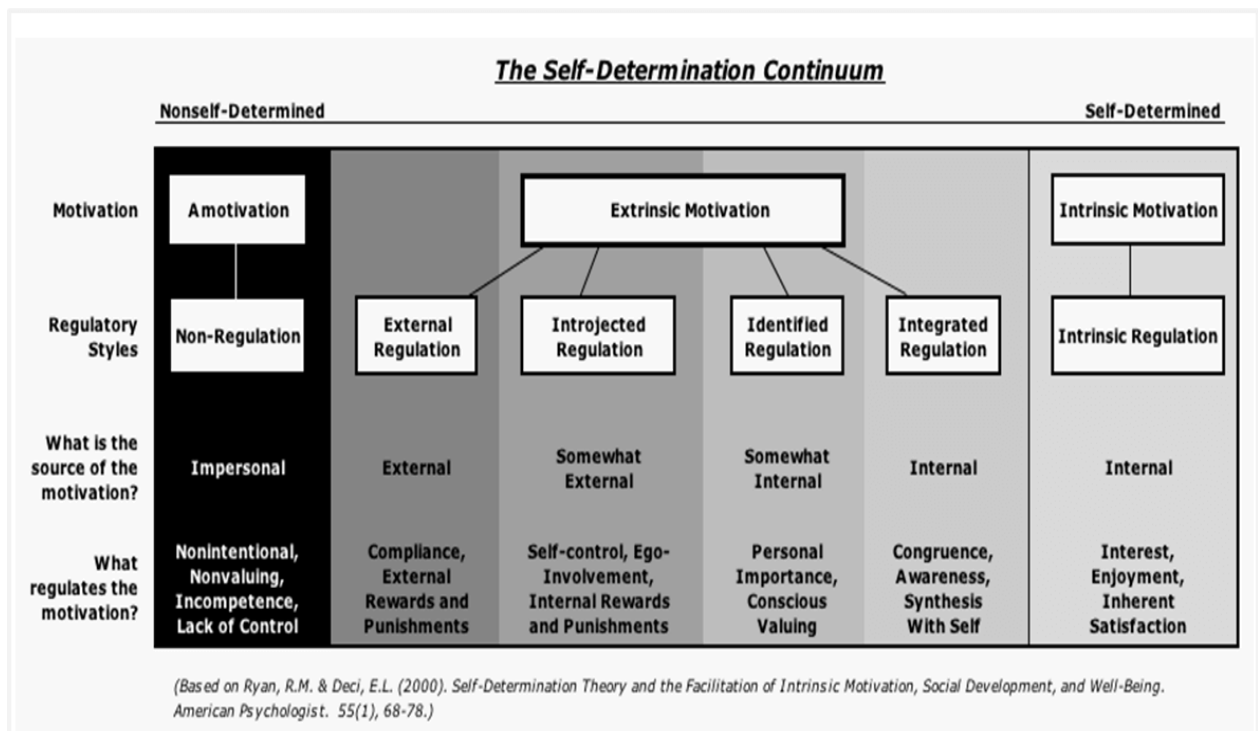 The Self-Determination Continuum
Nonself-Determined
Self-Determined
Motivation
Amotivation
Extrinsic Motivation
Intrinsic Motivation
Regulatory
Styles
Non-Regulation
External
Regulation
Introjected
Regulation
Identified
Regulation
Integrated
Regulation
Intrinsic Regulation
What is the
source of the
motivation?
Impersonal
External
Somewhat
External
Somewhat
Internal
Internal
Internal
What
regulates the
motivation?
Nonintentional,
Nonvaluing,
Incompetence,
Lack of Control
Compliance,
External
Rewards and
Punishments
Self-control, Ego-
Involvement,
Internal Rewards
and Punishments
Personal
Importance,
Conscious
Valuing
Congruence,
Awareness,
Synthesis
With Self
Interest,
Enjoyment,
Inherent
Satisfaction
(Based on Ryan, R.M. & Deci, E.L. (2000). Self-Determination Theory and the Facilitation of Intrinsic Motivation, Social Development, and Well-Being.
American Psychologist. 55(1), 68-78.)